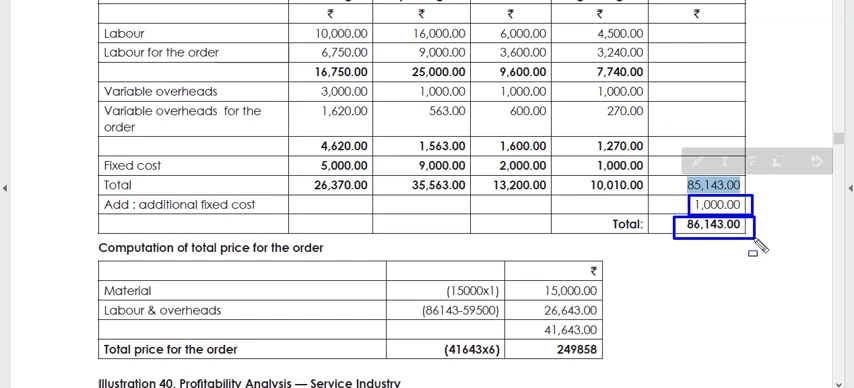 ₹ ₹ ₹ ₹ ₹
Labour 10,000.00 16,000.00 6,000.00 4,500.00
Labour for the order 6,750.00 9,000.00 3,600.00 3,240.00
16,750.00 25,000.00 9,600.00 7,740.00
Variable overheads 3,000.00 1,000.00 1,000.00 1,000.00
Variable overheads for the 1,620.00 563.00 600.00 270.00
order
4,620.00 1,563.00 1,600.00 1,270.00
Fixed cost 5,000.00 9,000.00 2,000.00 1,000.00
Total 26,370.00 35,563.00 13,200.00 10,010.00 85,143.00
Add : additional fixed cost 1,000.00
Total: 86,143.00
Computation of total price for the order
₹
Material (15000x1) 15,000.00
Labour & overheads (86143-59500) 26,643.00
41,643.00
Total price for the order (41643x6) 249858
Illustration 40. Profitability Analysis — Service Industry